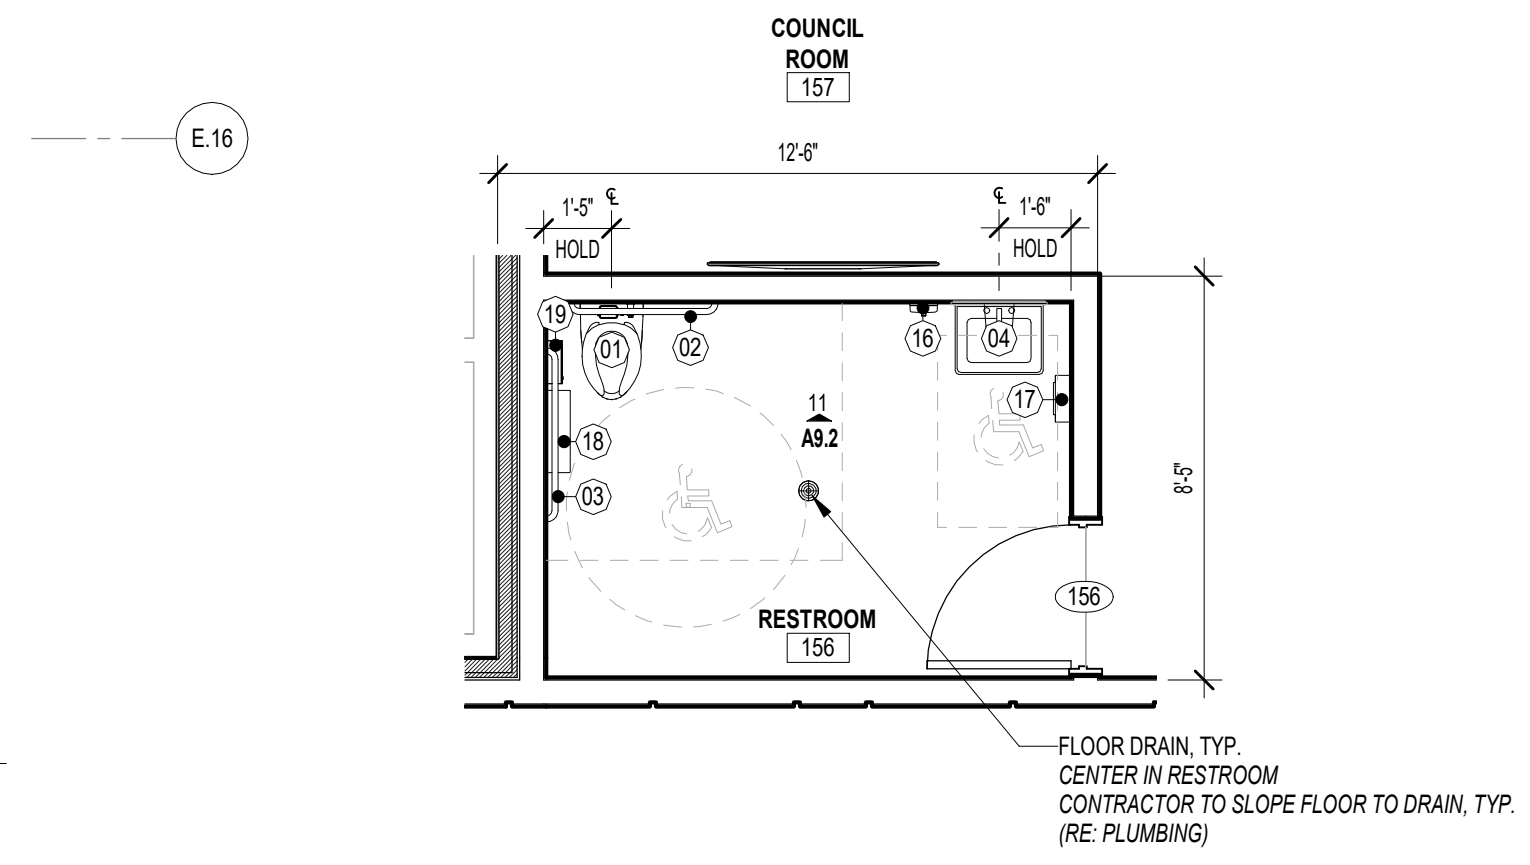 COUNCIL
ROOM
157
E.16
12'-6"
1'-5"
℄
℄
1'-6"
HOLD
HOLD
19
01
02
16
04
17
11
A9.2
18
03
8'-5"
156
RESTROOM
156
FLOOR DRAIN, TYP.
CENTER IN RESTROOM
CONTRACTOR TO SLOPE FLOOR TO DRAIN, TYP.
(RE: PLUMBING)